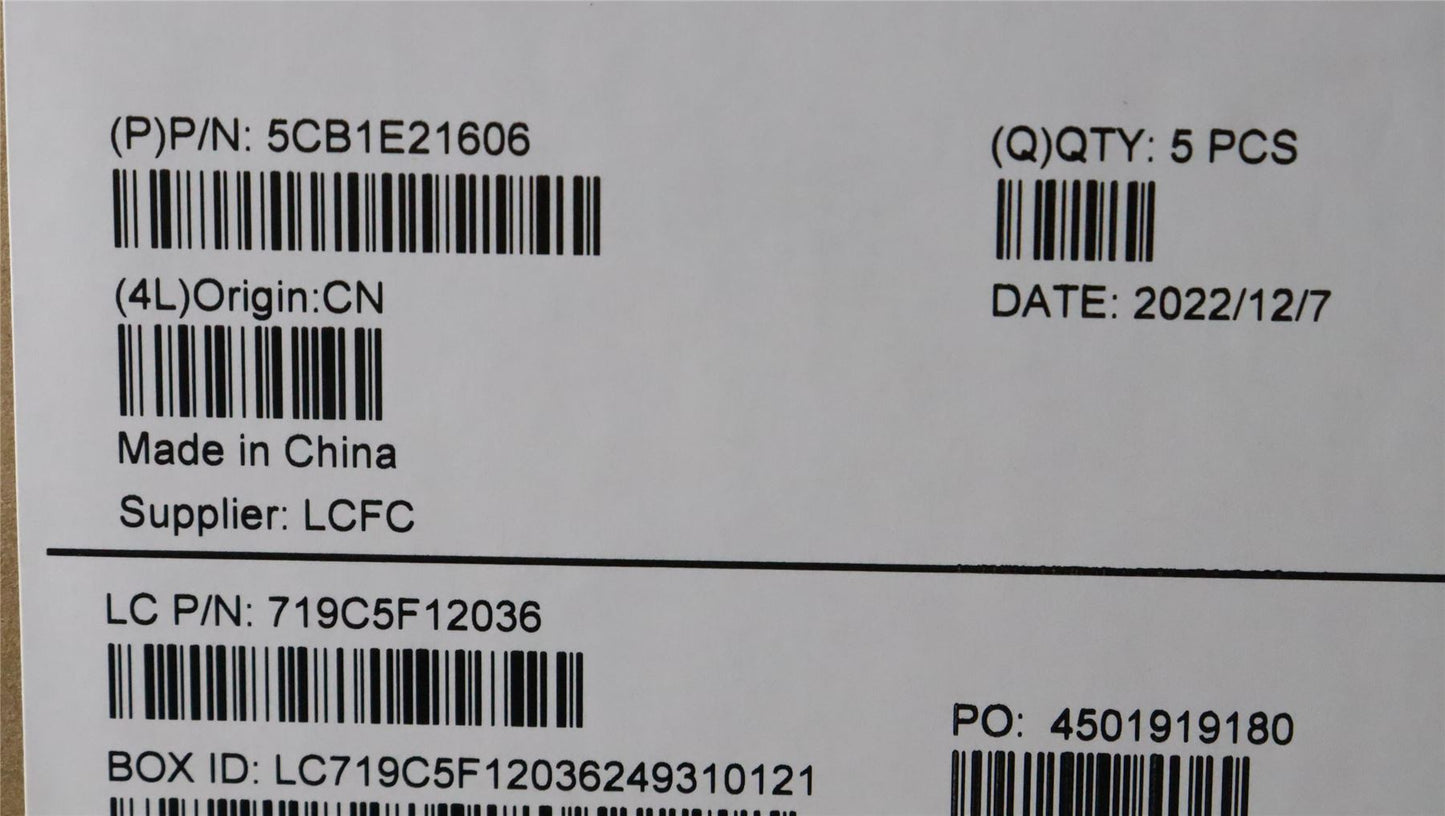 (P)P/N: 5CB1E21606
(Q)QTY: 5 PCS
(4L)Origin:CN
DATE: 2022/12/7
Made in China
Supplier: LCFC
LC P/N: 719C5F12036
PO: 4501919180
BOX ID: LC719C5F12036249310121